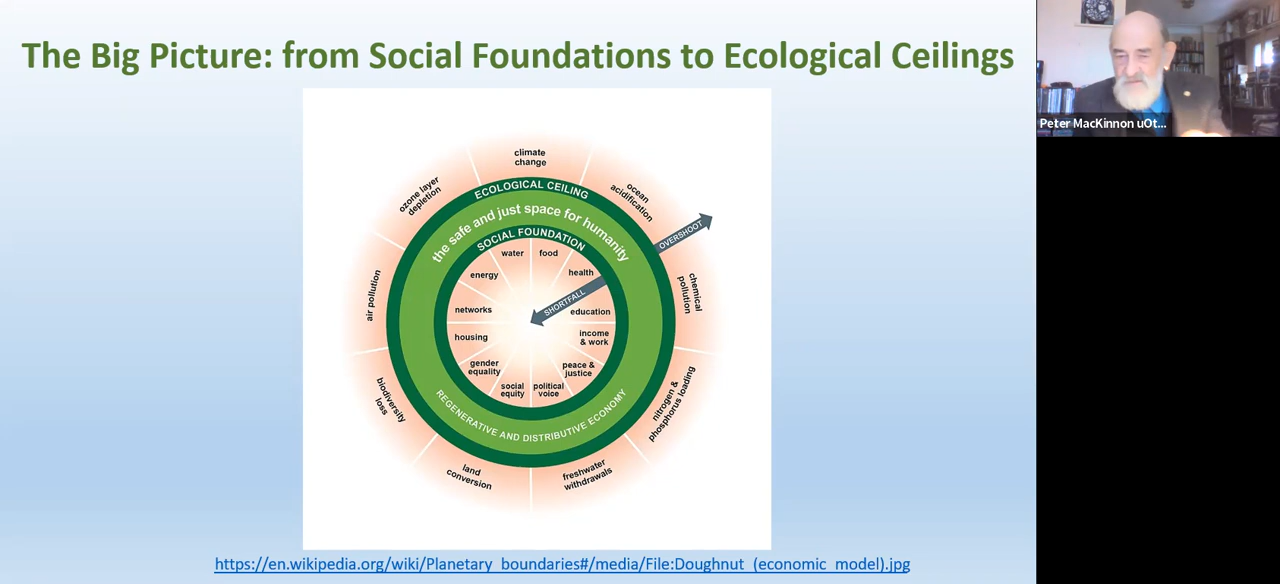 The Big Picture: from Social Foundations to Ecological Ceilings
Peter MacKinnon uOt...
climate
change
ozone layer
depletion
ocean
acidification
ECOLOGICAL CEILING
the safe and just space for humanity
OVERSHOOT
SOCIAL FOUNDATION
water
food
energy
health
air pollution
chemical
pollution
SHORTFALL
networks
education
housing
income
& work
gender
equality
peace &
justice
social
equity
political
voice
biodiversity
loss
nitrogen &
phosphorus loading
REGENERATIVE AND DISTRIBUTIVE ECONOMY
land
conversion
freshwater
withdrawals
https://en.wikipedia.org/wiki/Planetary_boundaries#/media/File:Doughnut_(economic_model).jpg